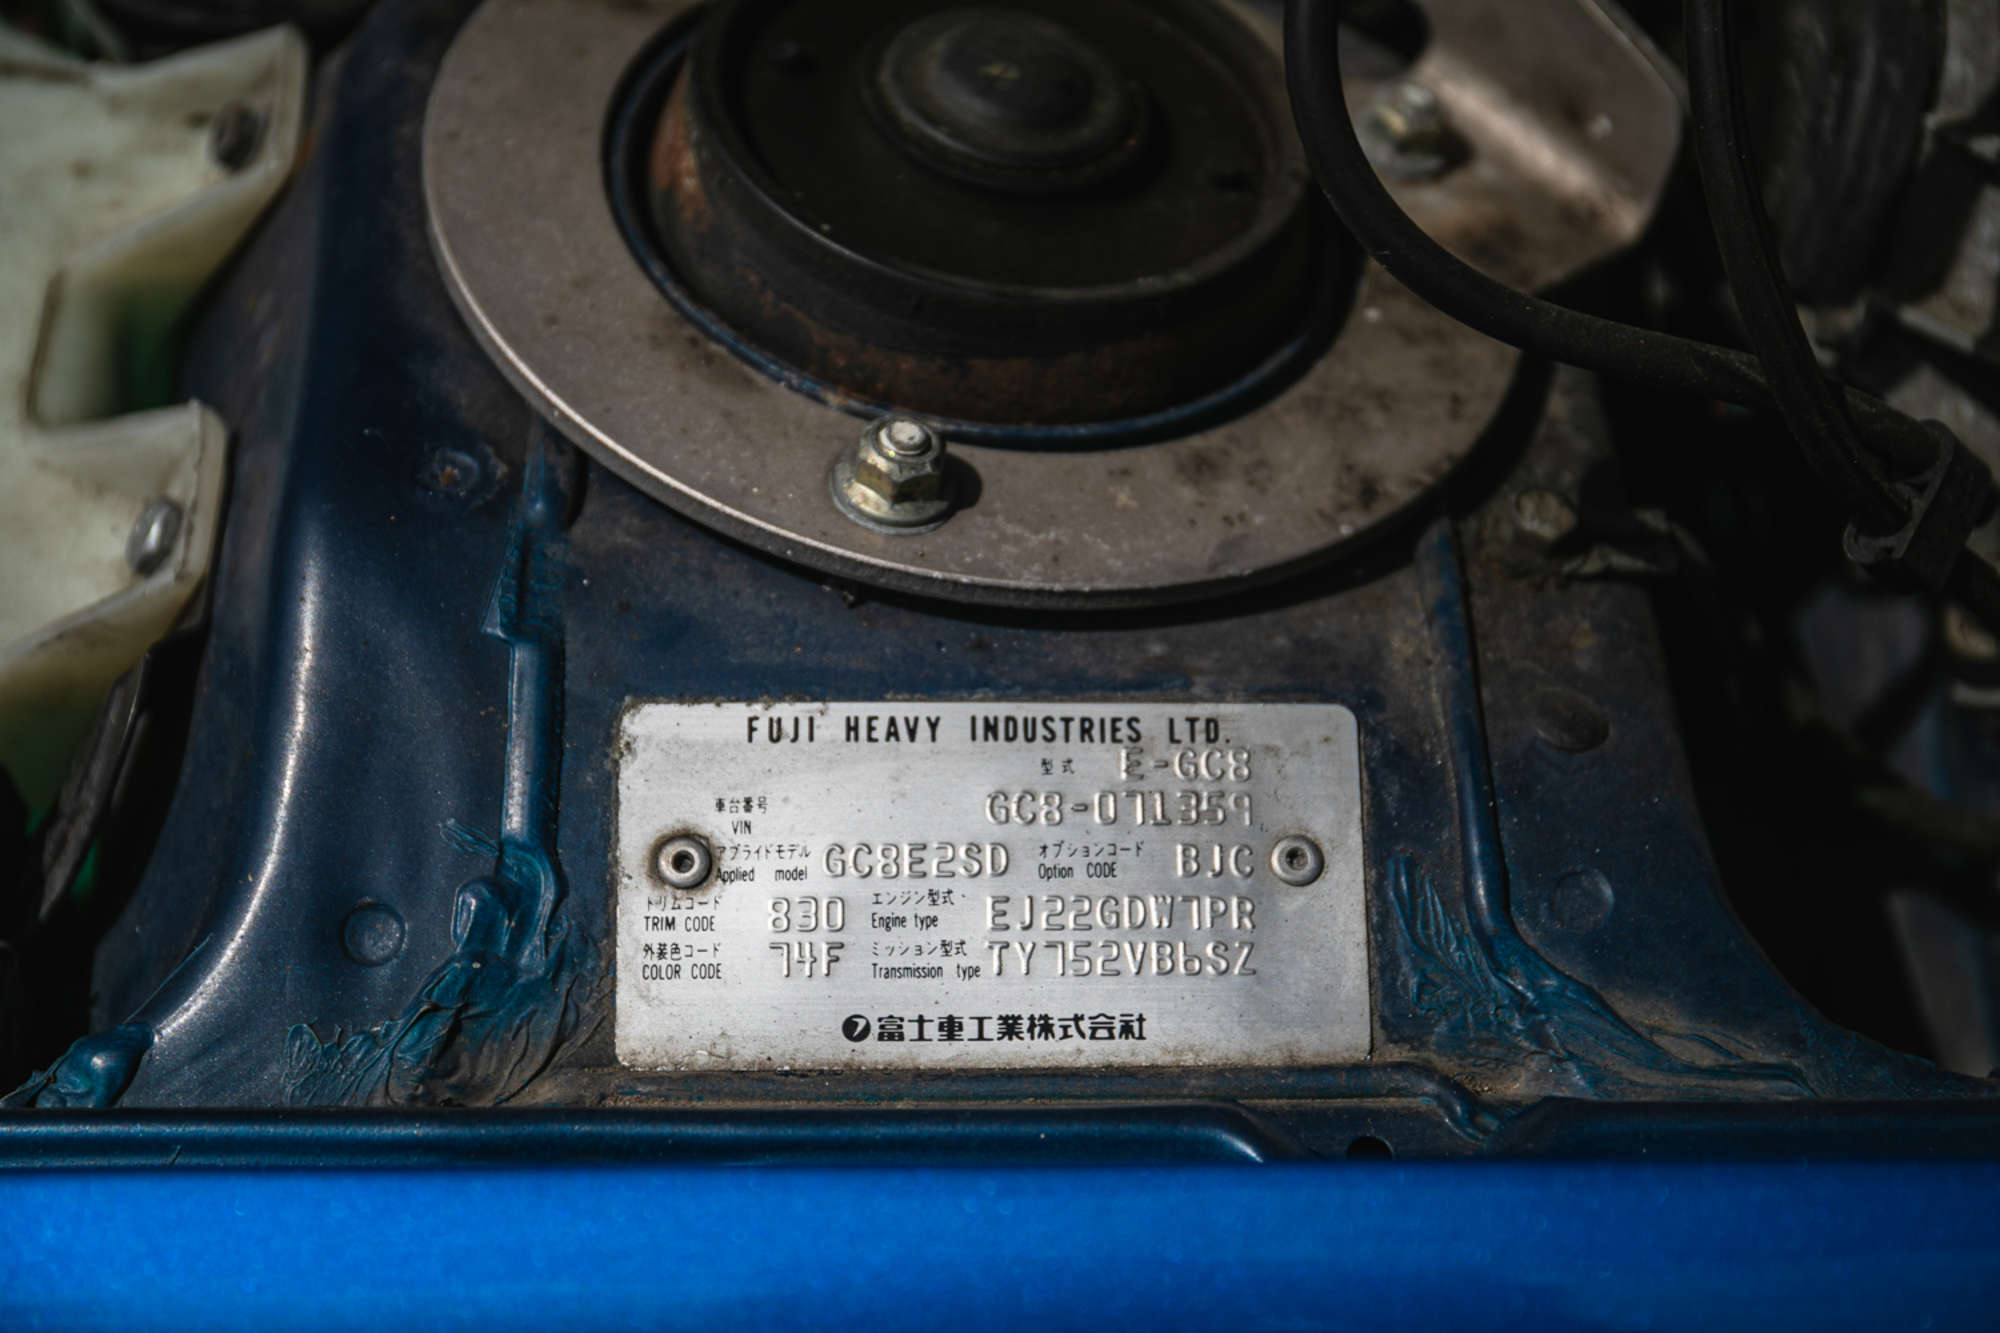 FUJI HEAVY INDUSTRIES LTD.
型式 E-GC8
車台番号
VIN GC8-071359
アプライドモデル GC8E2SD オプションコード BJC
Applied model Option CODE
トリムコード 830 エンジン型式 EJ22GDW7PR
TRIM CODE Engine type
外装色コード 74F ミッション型式 TY752VB6SZ
COLOR CODE Transmission type
富士重工業株式会社